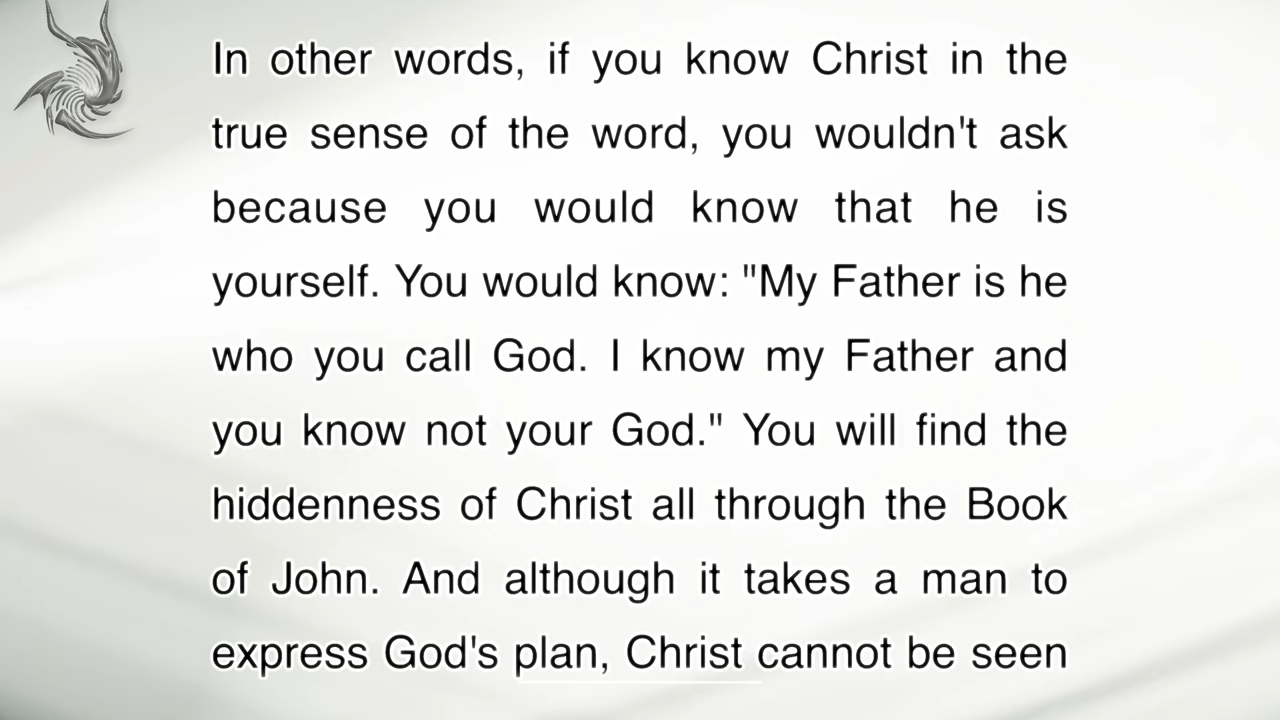 In other words, if you know Christ in the
true sense of the word, you wouldn't ask
because you would know that he is
yourself. You would know: "My Father is he
who you call God. I know my Father and
you know not your God." You will find the
hiddenness of Christ all through the Book
of John. And although it takes a man to
express God's plan, Christ cannot be seen